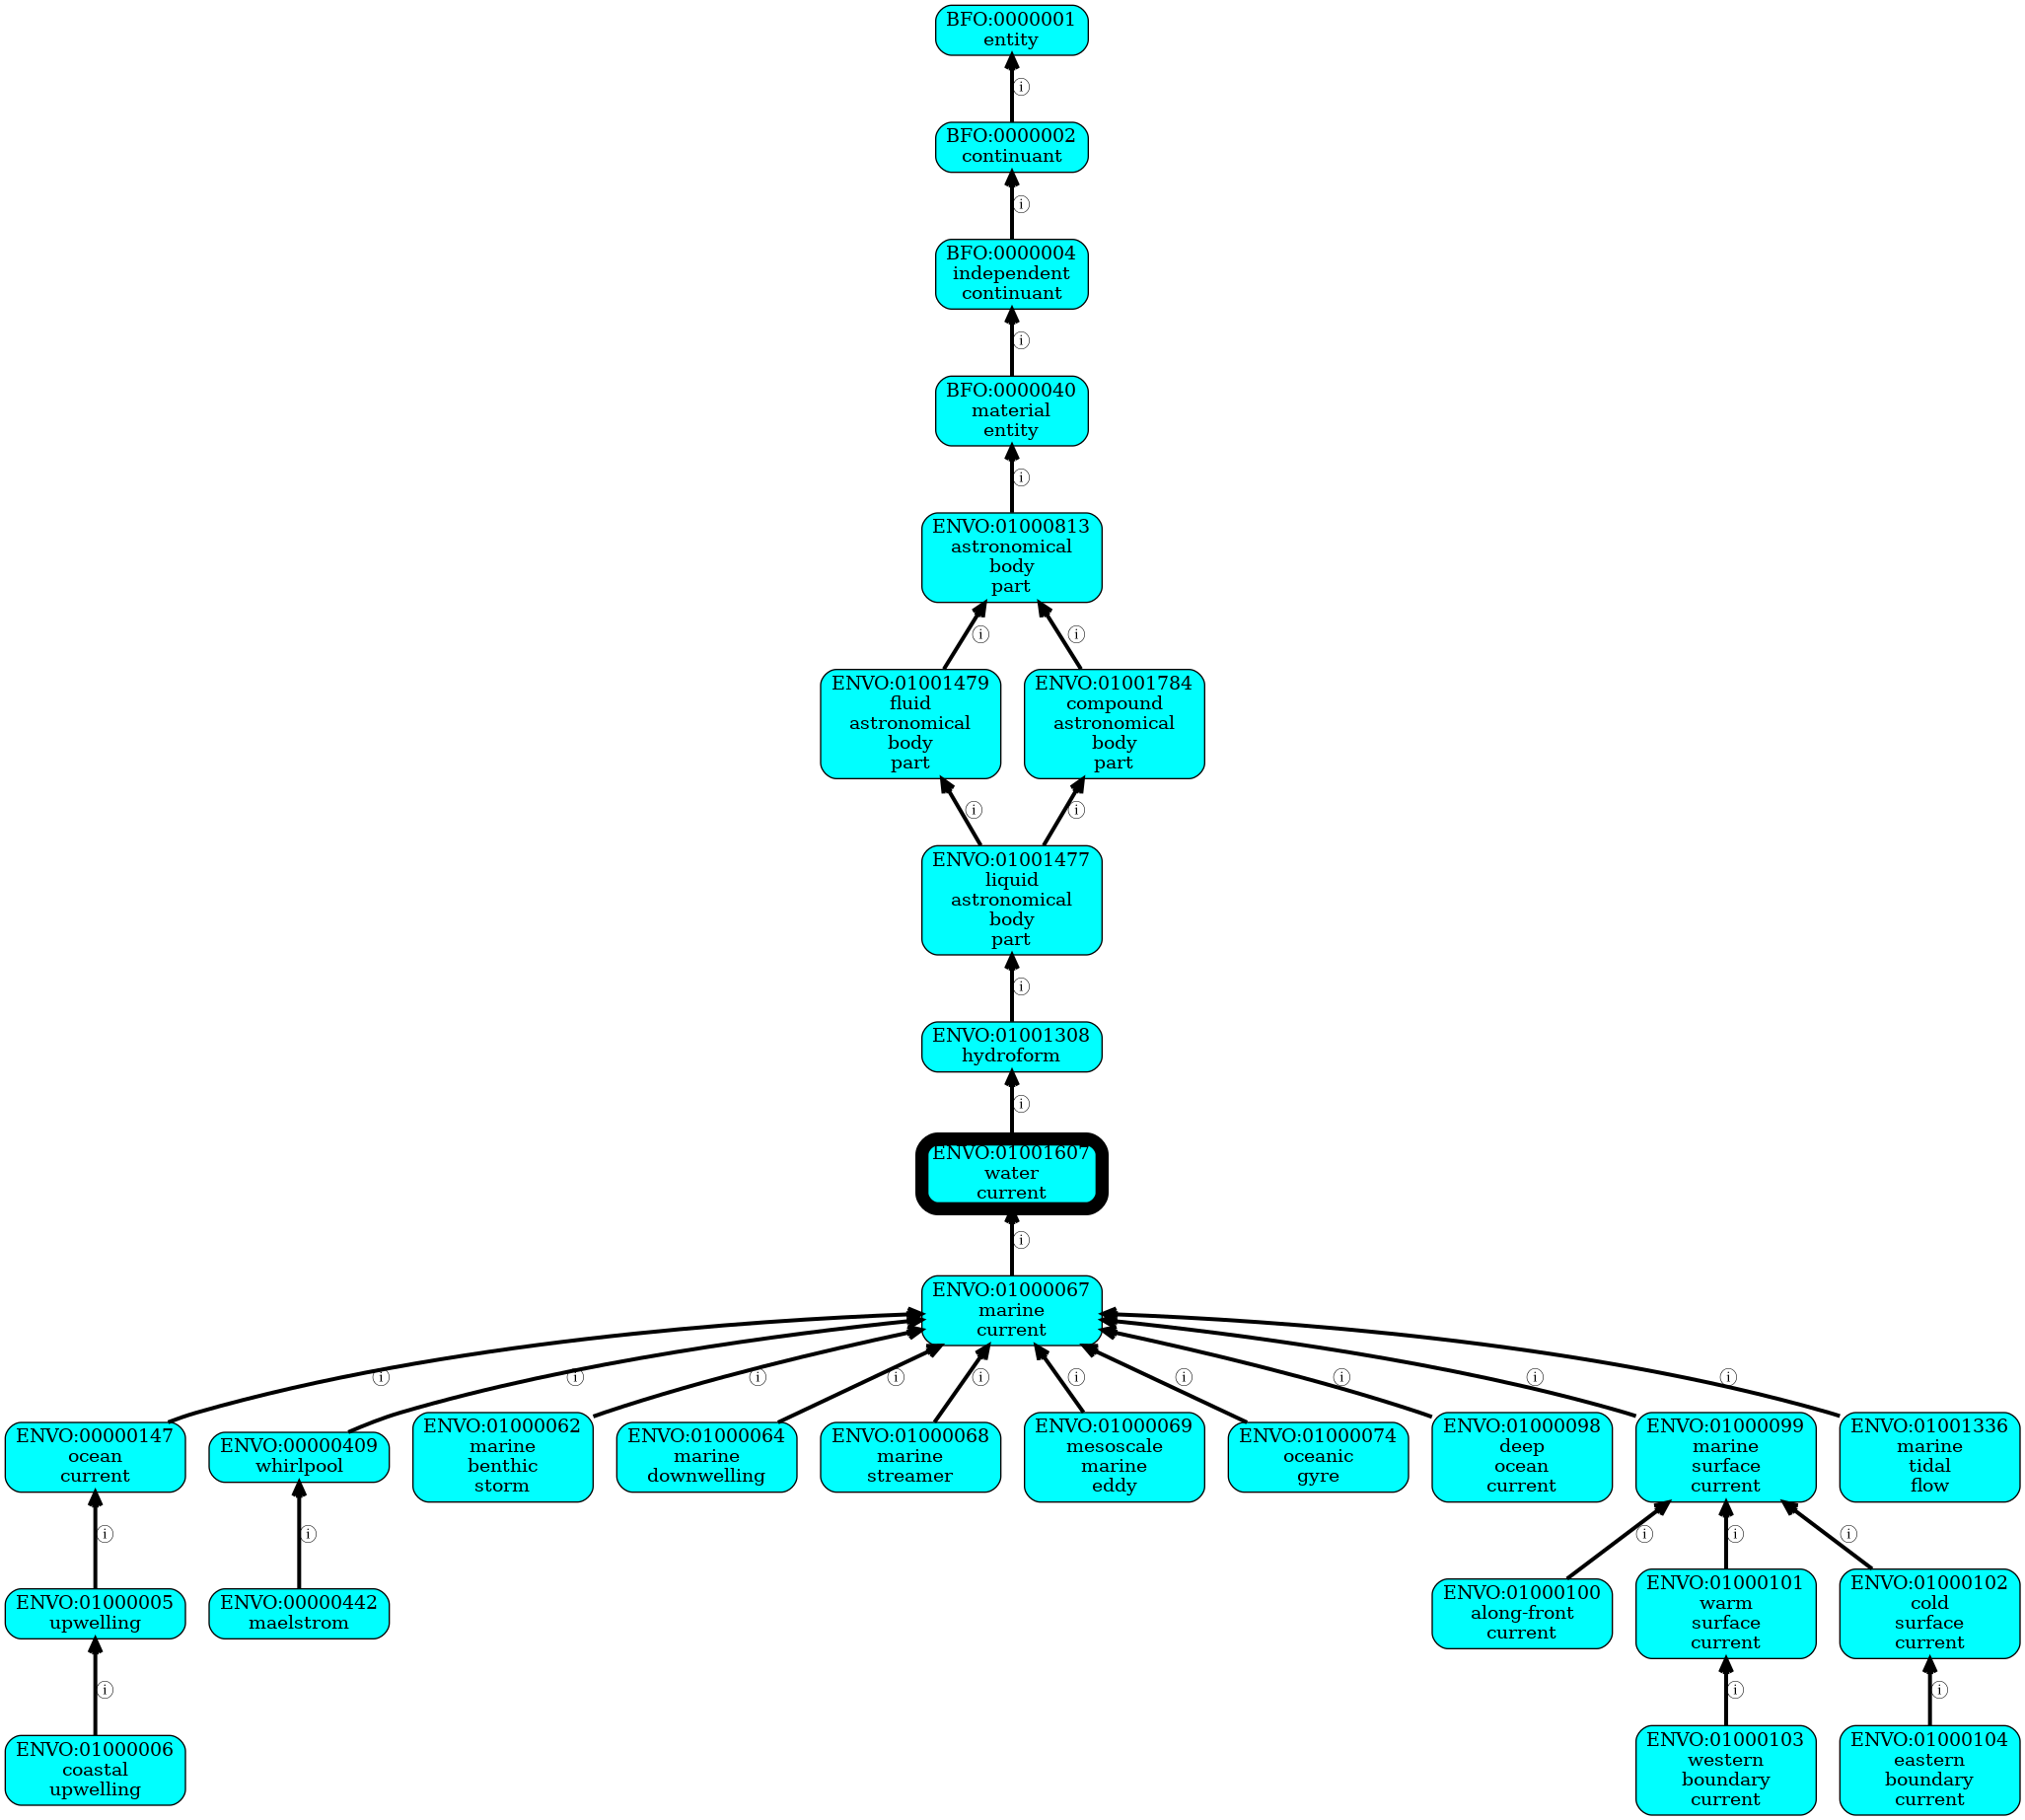 BFO:0000001
entity
ⓘ
BFO:0000002
continuant
ⓘ
BFO:0000004
independent
continuant
ⓘ
BFO:0000040
material
entity
ⓘ
ENVO:01000813
astronomical
body
part
ⓘ
ⓘ
ENVO:01001479
fluid
astronomical
body
part
ENVO:01001784
compound
astronomical
body
part
ⓘ
ⓘ
ENVO:01001477
liquid
astronomical
body
part
ⓘ
ENVO:01001308
hydroform
ⓘ
ENVO:01001607
water
current
ⓘ
ENVO:01000067
marine
current
ⓘ
ⓘ
ⓘ
ⓘ
ⓘ
ⓘ
ⓘ
ⓘ
ⓘ
ⓘ
ENVO:00000147
ocean
current
ENVO:00000409
whirlpool
ENVO:01000062
marine
benthic
storm
ENVO:01000064
marine
downwelling
ENVO:01000068
marine
streamer
ENVO:01000069
mesoscale
marine
eddy
ENVO:01000074
oceanic
gyre
ENVO:01000098
deep
ocean
current
ENVO:01000099
marine
surface
current
ENVO:01001336
marine
tidal
flow
ⓘ
ⓘ
ⓘ
ⓘ
ⓘ
ENVO:01000005
upwelling
ENVO:00000442
maelstrom
ENVO:01000100
along-front
current
ENVO:01000101
warm
surface
current
ENVO:01000102
cold
surface
current
ⓘ
ⓘ
ⓘ
ENVO:01000006
coastal
upwelling
ENVO:01000103
western
boundary
current
ENVO:01000104
eastern
boundary
current